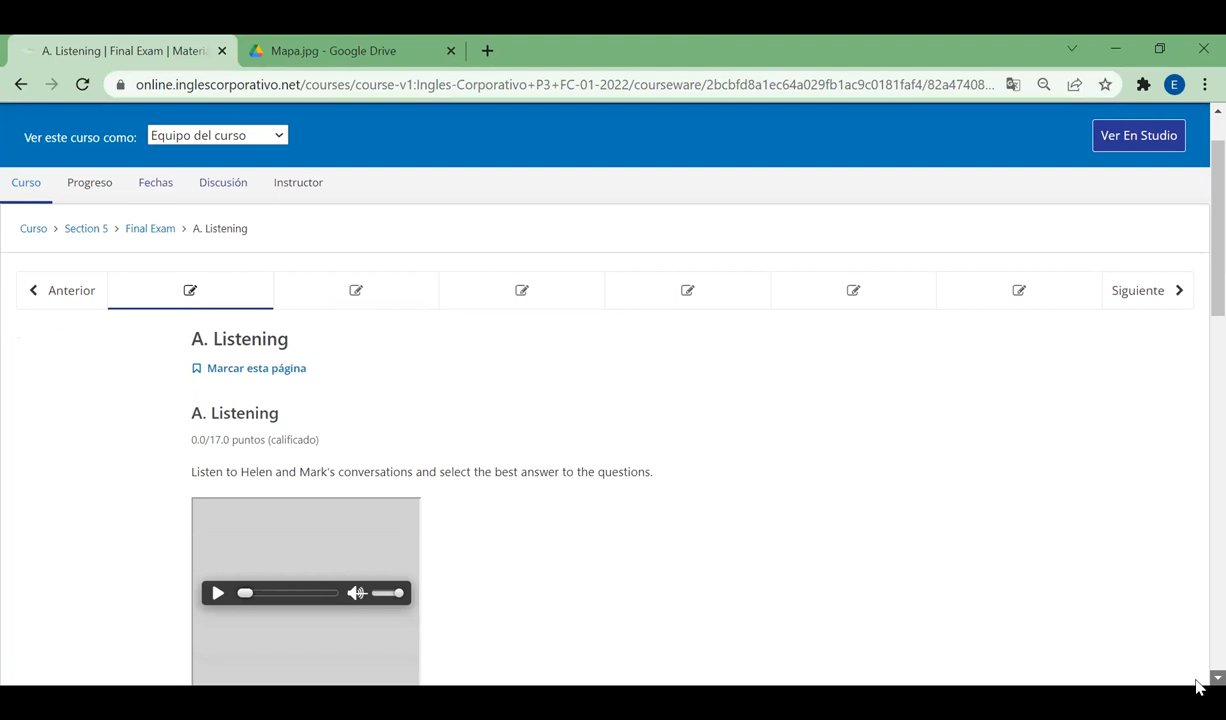 A. Listening | Final Exam | Materi
Mapa.jpg - Google Drive
online.inglescorporativo.net/courses/course-v1:Ingles-Corporativo+P3+FC-01-2022/courseware/2bcbfd8a1ec64a029fb1ac9c0181faf4/82a47408...
E
Ver este curso como:
Equipo del curso
Ver En Studio
Curso
Progreso
Fechas
Discusión
Instructor
Curso > Section 5 > Final Exam > A. Listening
Anterior
Siguiente
A. Listening
Marcar esta página
A. Listening
0.0/17.0 puntos (calificado)
Listen to Helen and Mark's conversations and select the best answer to the questions.